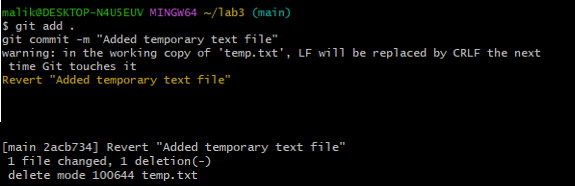 malik@DESKTOP-N4U5EUV MINGW64 ~/lab3 (main)
$ git add .
git commit -m "Added temporary text file"
warning: in the working copy of 'temp.txt', LF will be replaced by CRLF the next
 time Git touches it
Revert "Added temporary text file"
[main 2acb734] Revert "Added temporary text file"
 1 file changed, 1 deletion(-)
 delete mode 100644 temp.txt